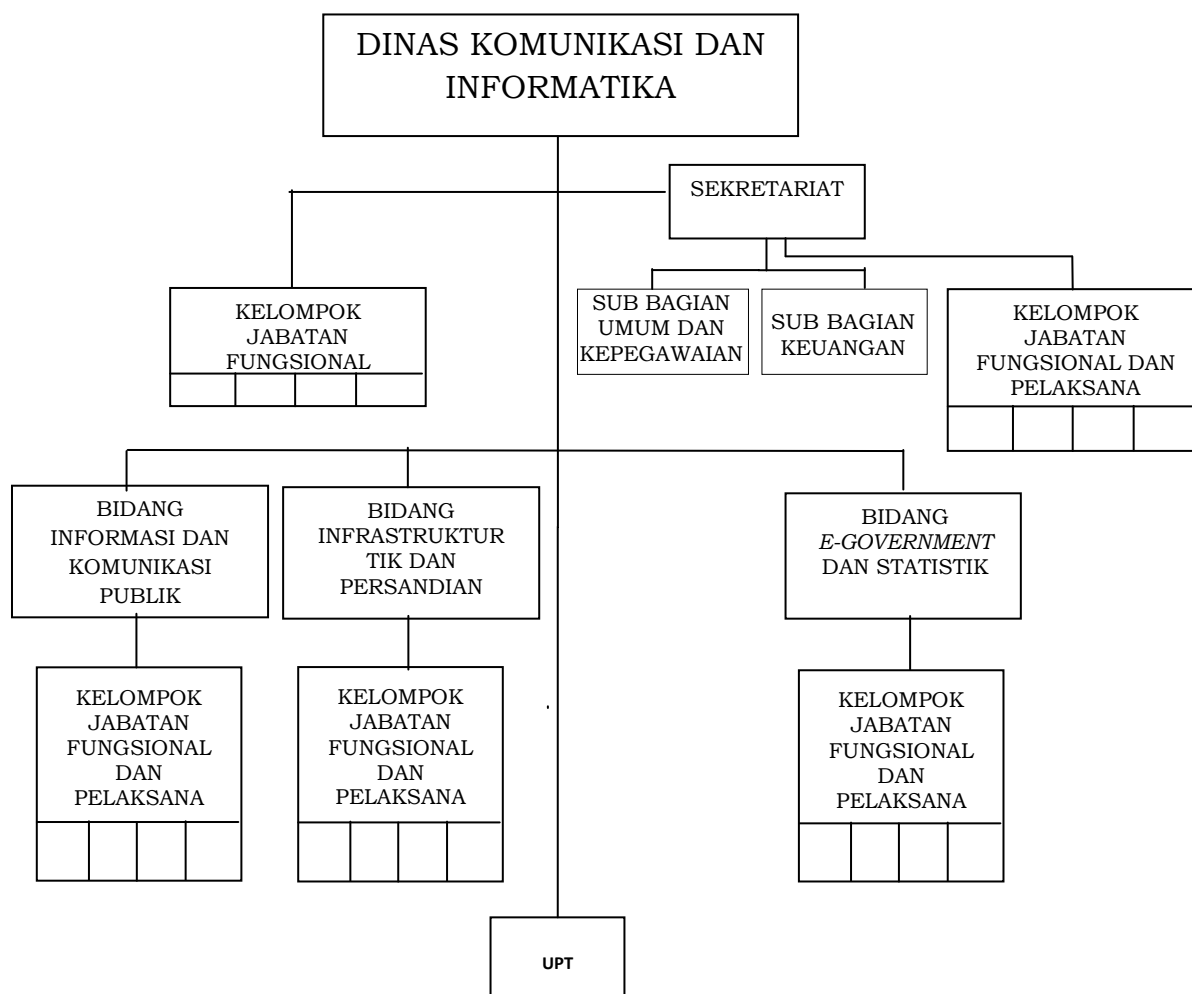 DINAS KOMUNIKASI DAN
INFORMATIKA
SEKRETARIAT
KELOMPOK
JABATAN
FUNGSIONAL
SUB BAGIAN
UMUM DAN
KEPEGAWAIAN
SUB BAGIAN
KEUANGAN
KELOMPOK
JABATAN
FUNGSIONAL DAN
PELAKSANA
BIDANG
INFORMASI DAN
KOMUNIKASI
PUBLIK
BIDANG
INFRASTRUKTUR
TIK DAN
PERSANDIAN
BIDANG
E-GOVERNMENT
DAN STATISTIK
KELOMPOK
JABATAN
FUNGSIONAL
DAN
PELAKSANA
KELOMPOK
JABATAN
FUNGSIONAL
DAN
PELAKSANA
KELOMPOK
JABATAN
FUNGSIONAL
DAN
PELAKSANA
UPT